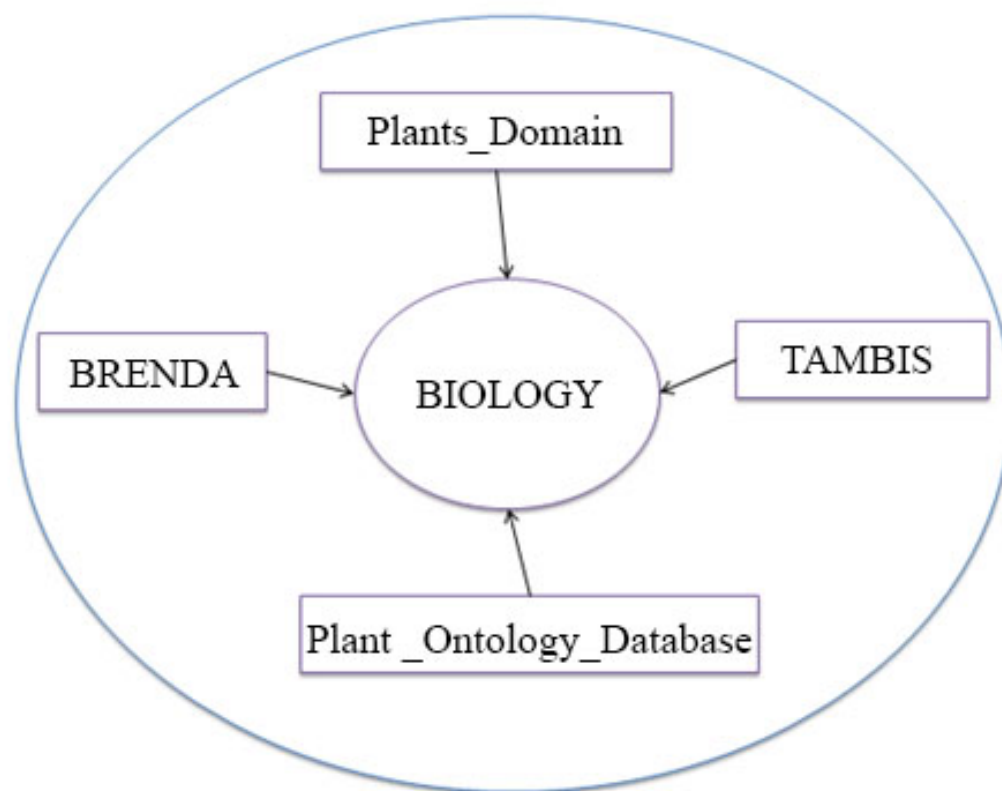 Plants_Domain
BRENDA
TAMBIS
BIOLOGY
Plant _Ontology_Database